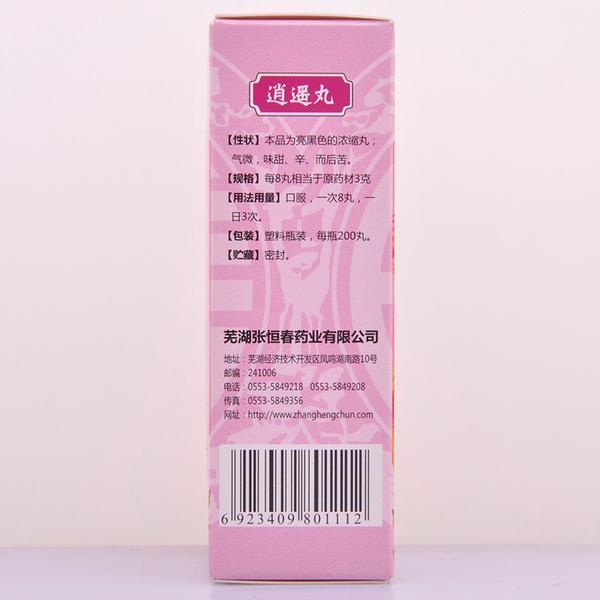 逍遥丸
【性状】本品为亮黑色的浓缩丸；
气微，味甜、辛、而后苦。
【规格】每8丸相当于原药材3克
【用法用量】口服，一次8丸，一
日3次。
【包装】塑料瓶装，每瓶200丸。
【贮藏】密封。
芜湖张恒春药业有限公司
地址：芜湖经济技术开发区凤鸣湖南路10号
邮编：241006
电话：0553-5849218 0553-5849208
传真：0553-5849356
网址：http://www.zhanghengchun.com
6 923409 801112